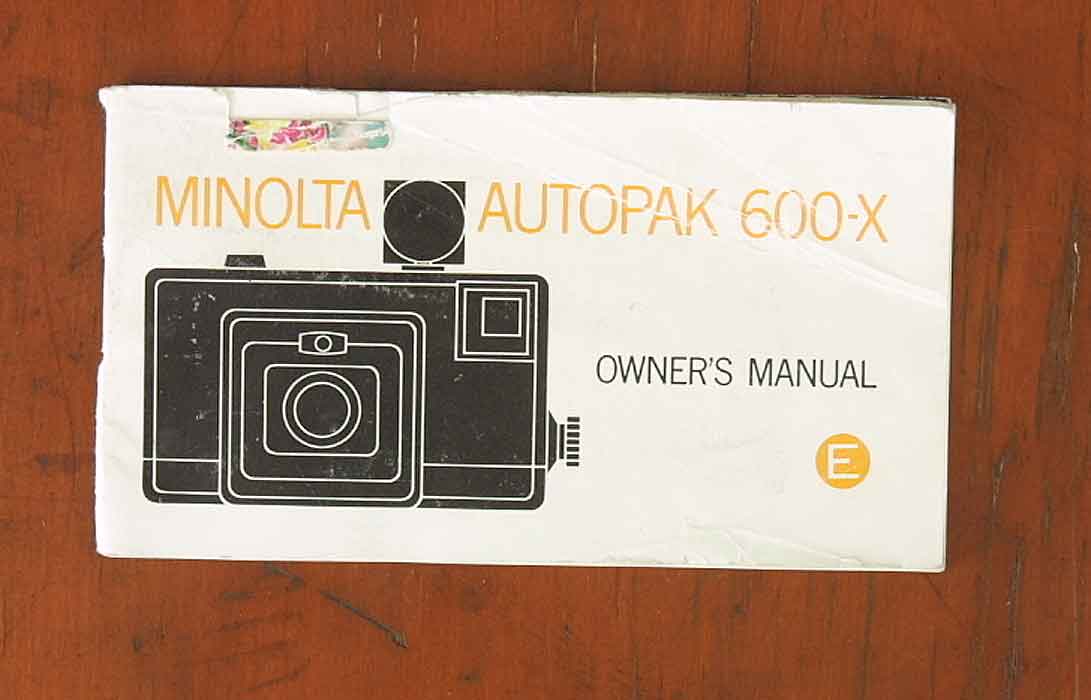 MINOLTA AUTOPAK 600-X
OWNER'S MANUAL
E